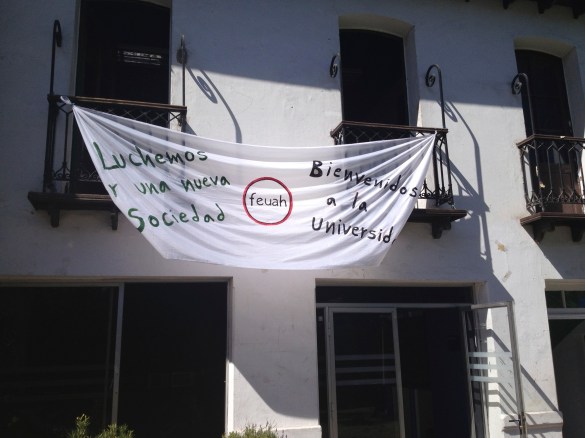 Luchemos
r una nueva
Sociedad
feuah
Bienvenidos
a la
Universid